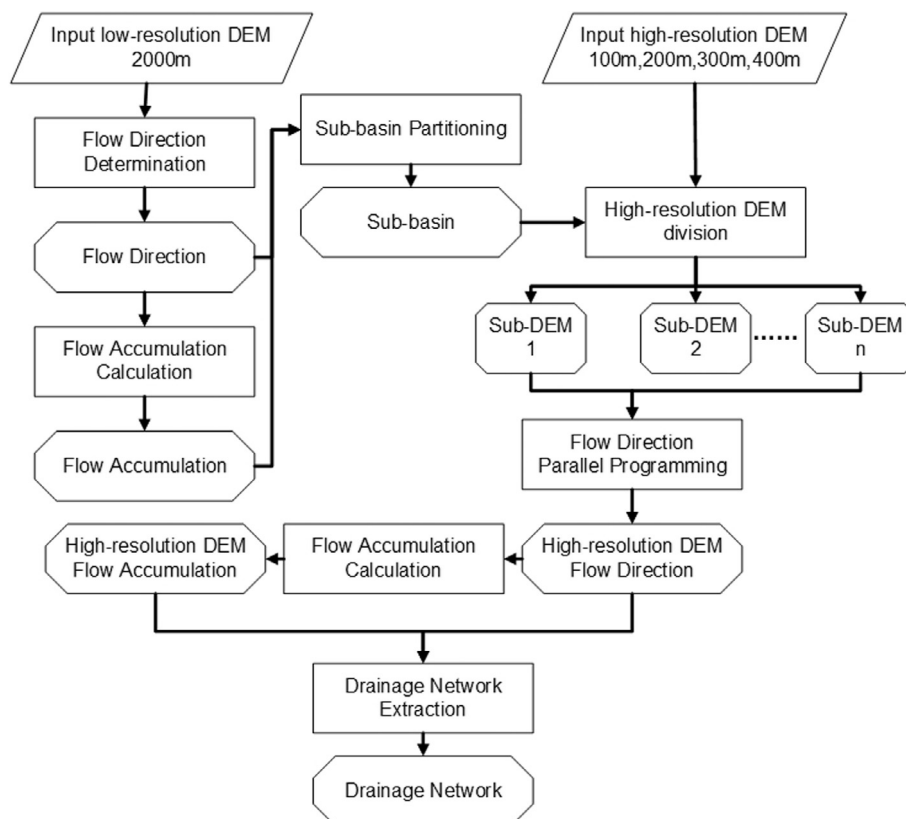 Input low-resolution DEM
2000m
Input high-resolution DEM
100m,200m,300m,400m
Flow Direction
Determination
Sub-basin Partitioning
Flow Direction
Sub-basin
High-resolution DEM
division
Flow Accumulation
Calculation
Sub-DEM
1
Sub-DEM
2
......
Sub-DEM
n
Flow Accumulation
Flow Direction
Parallel Programming
High-resolution DEM
Flow Accumulation
Flow Accumulation
Calculation
High-resolution DEM
Flow Direction
Drainage Network
Extraction
Drainage Network